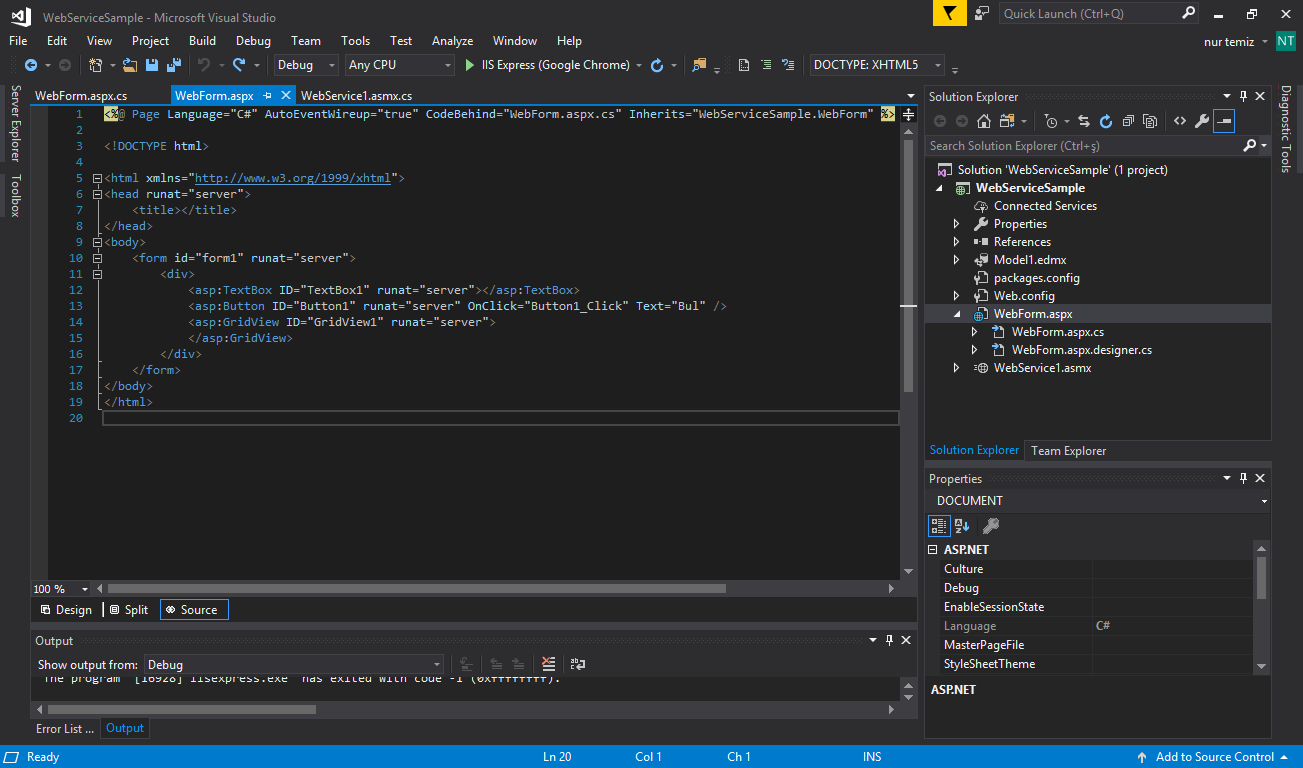 WebServiceSample - Microsoft Visual Studio
Quick Launch (Ctrl+Q)
File Edit View Project Build Debug Team Tools Test Analyze Window Help
nur temiz NT
Debug Any CPU IIS Express (Google Chrome) DOCTYPE: XHTML5
Server Explorer
Toolbox
WebForm.aspx.cs WebForm.aspx WebService1.asmx.cs
1 <%@ Page Language="C#" AutoEventWireup="true" CodeBehind="WebForm.aspx.cs" Inherits="WebServiceSample.WebForm" %>
2
3 <!DOCTYPE html>
4
5 <html xmlns="http://www.w3.org/1999/xhtml">
6 <head runat="server">
7 <title></title>
8 </head>
9 <body>
10 <form id="form1" runat="server">
11 <div>
12 <asp:TextBox ID="TextBox1" runat="server"></asp:TextBox>
13 <asp:Button ID="Button1" runat="server" OnClick="Button1_Click" Text="Bul" />
14 <asp:GridView ID="GridView1" runat="server">
15 </asp:GridView>
16 </div>
17 </form>
18 </body>
19 </html>
20
100 %
Design Split Source
Output
Show output from: Debug
The program '[16928] iisexpress.exe' has exited with code -1 (0xffffffff).
Error List ... Output
Solution Explorer
Search Solution Explorer (Ctrl+ş)
Solution 'WebServiceSample' (1 project)
WebServiceSample
Connected Services
Properties
References
Model1.edmx
packages.config
Web.config
WebForm.aspx
WebForm.aspx.cs
WebForm.aspx.designer.cs
WebService1.asmx
Solution Explorer Team Explorer
Properties
DOCUMENT
ASP.NET
Culture
Debug
EnableSessionState
Language C#
MasterPageFile
StyleSheetTheme
ASP.NET
Diagnostic Tools
Ready Ln 20 Col 1 Ch 1 INS Add to Source Control